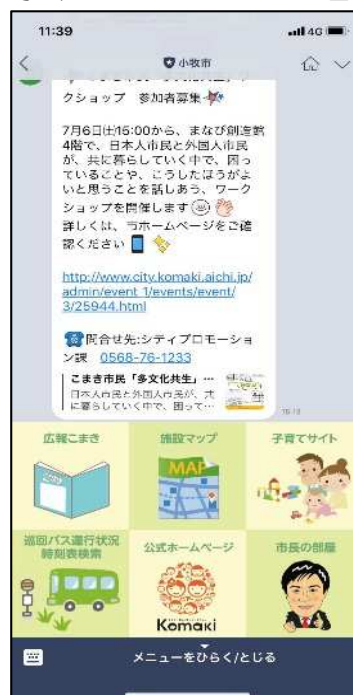 11:39
4G
小牧市
クショップ 参加者募集
7月6日(土)15:00から、まなび創造館
4階で、日本人市民と外国人市民
が、共に暮らしていく中で、困っ
ていることや、こうしたほうがよ
いと思うことを話しあう、ワーク
ショップを開催します
詳しくは、市ホームページをご確
認ください
http://www.city.komaki.aichi.jp/
admin/event_1/events/event/
3/25944.html
問合せ先:シティプロモーショ
ン課 0568-76-1233
こまき市民「多文化共生」…
日本人市民と外国人市民が、共
に暮らしていく中で、困って…
広報こまき
施設マップ
子育てサイト
MAP
巡回バス運行状況
時刻表検索
公式ホームページ
市長の部屋
Komaki
メニューをひらく/とじる